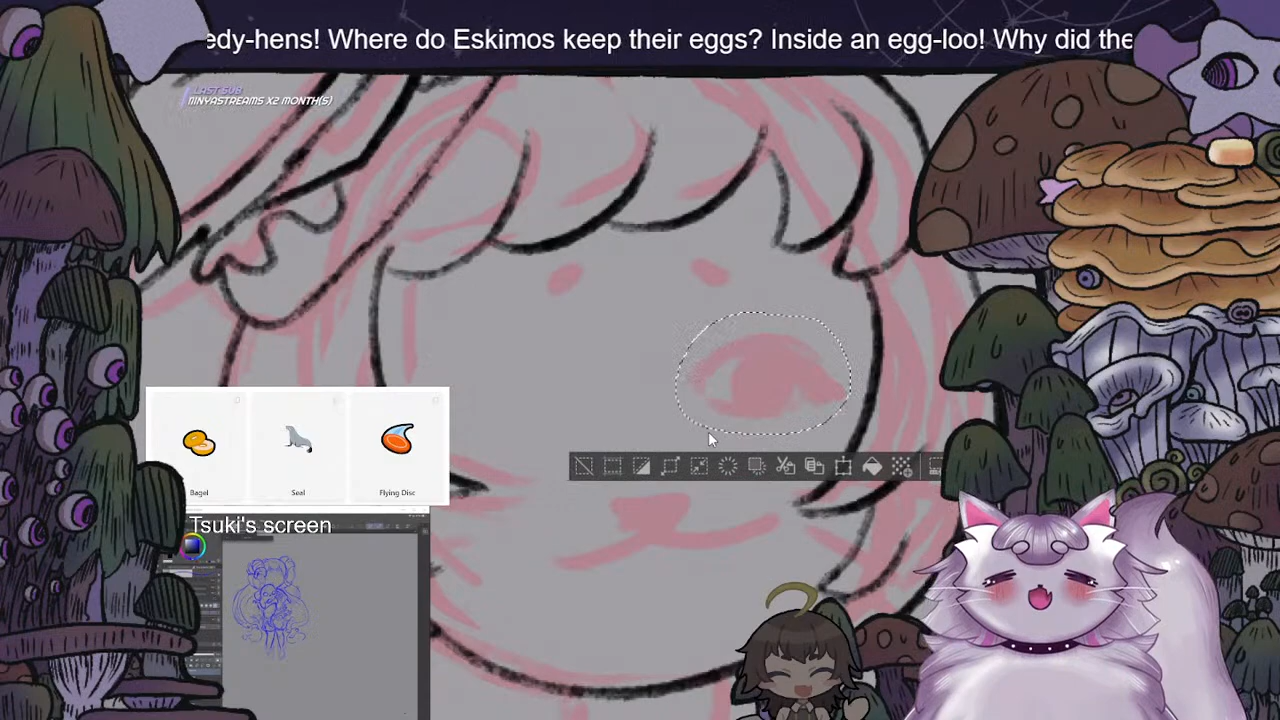 edy-hens! Where do Eskimos keep their eggs? Inside an egg-loo! Why did the
LAST SUB
MINYASTREAMS X2 MONTH(S)
Bagel Seal Flying Disc
Tsuki's screen